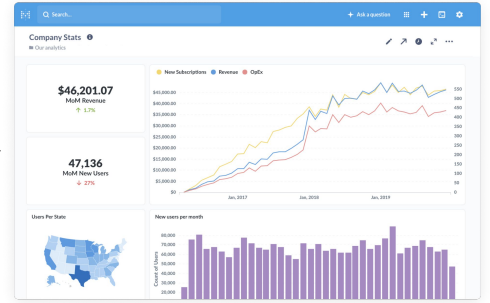 Search...
Ask a question
Company Stats
Our analytics
$46,201.07
MoM Revenue
↑ 1.7%
47,136
MoM New Users
↓ 27%
New Subscriptions Revenue OpEx
$45,000.00
$40,000.00
$35,000.00
$30,000.00
$25,000.00
$20,000.00
$15,000.00
$10,000.00
$5,000.00
$0
550
500
450
400
350
300
250
200
150
100
50
0
Jan, 2017
Jan, 2018
Jan, 2019
Users Per State
New users per month
Count of Users
80,000
70,000
60,000
50,000
40,000
30,000
20,000